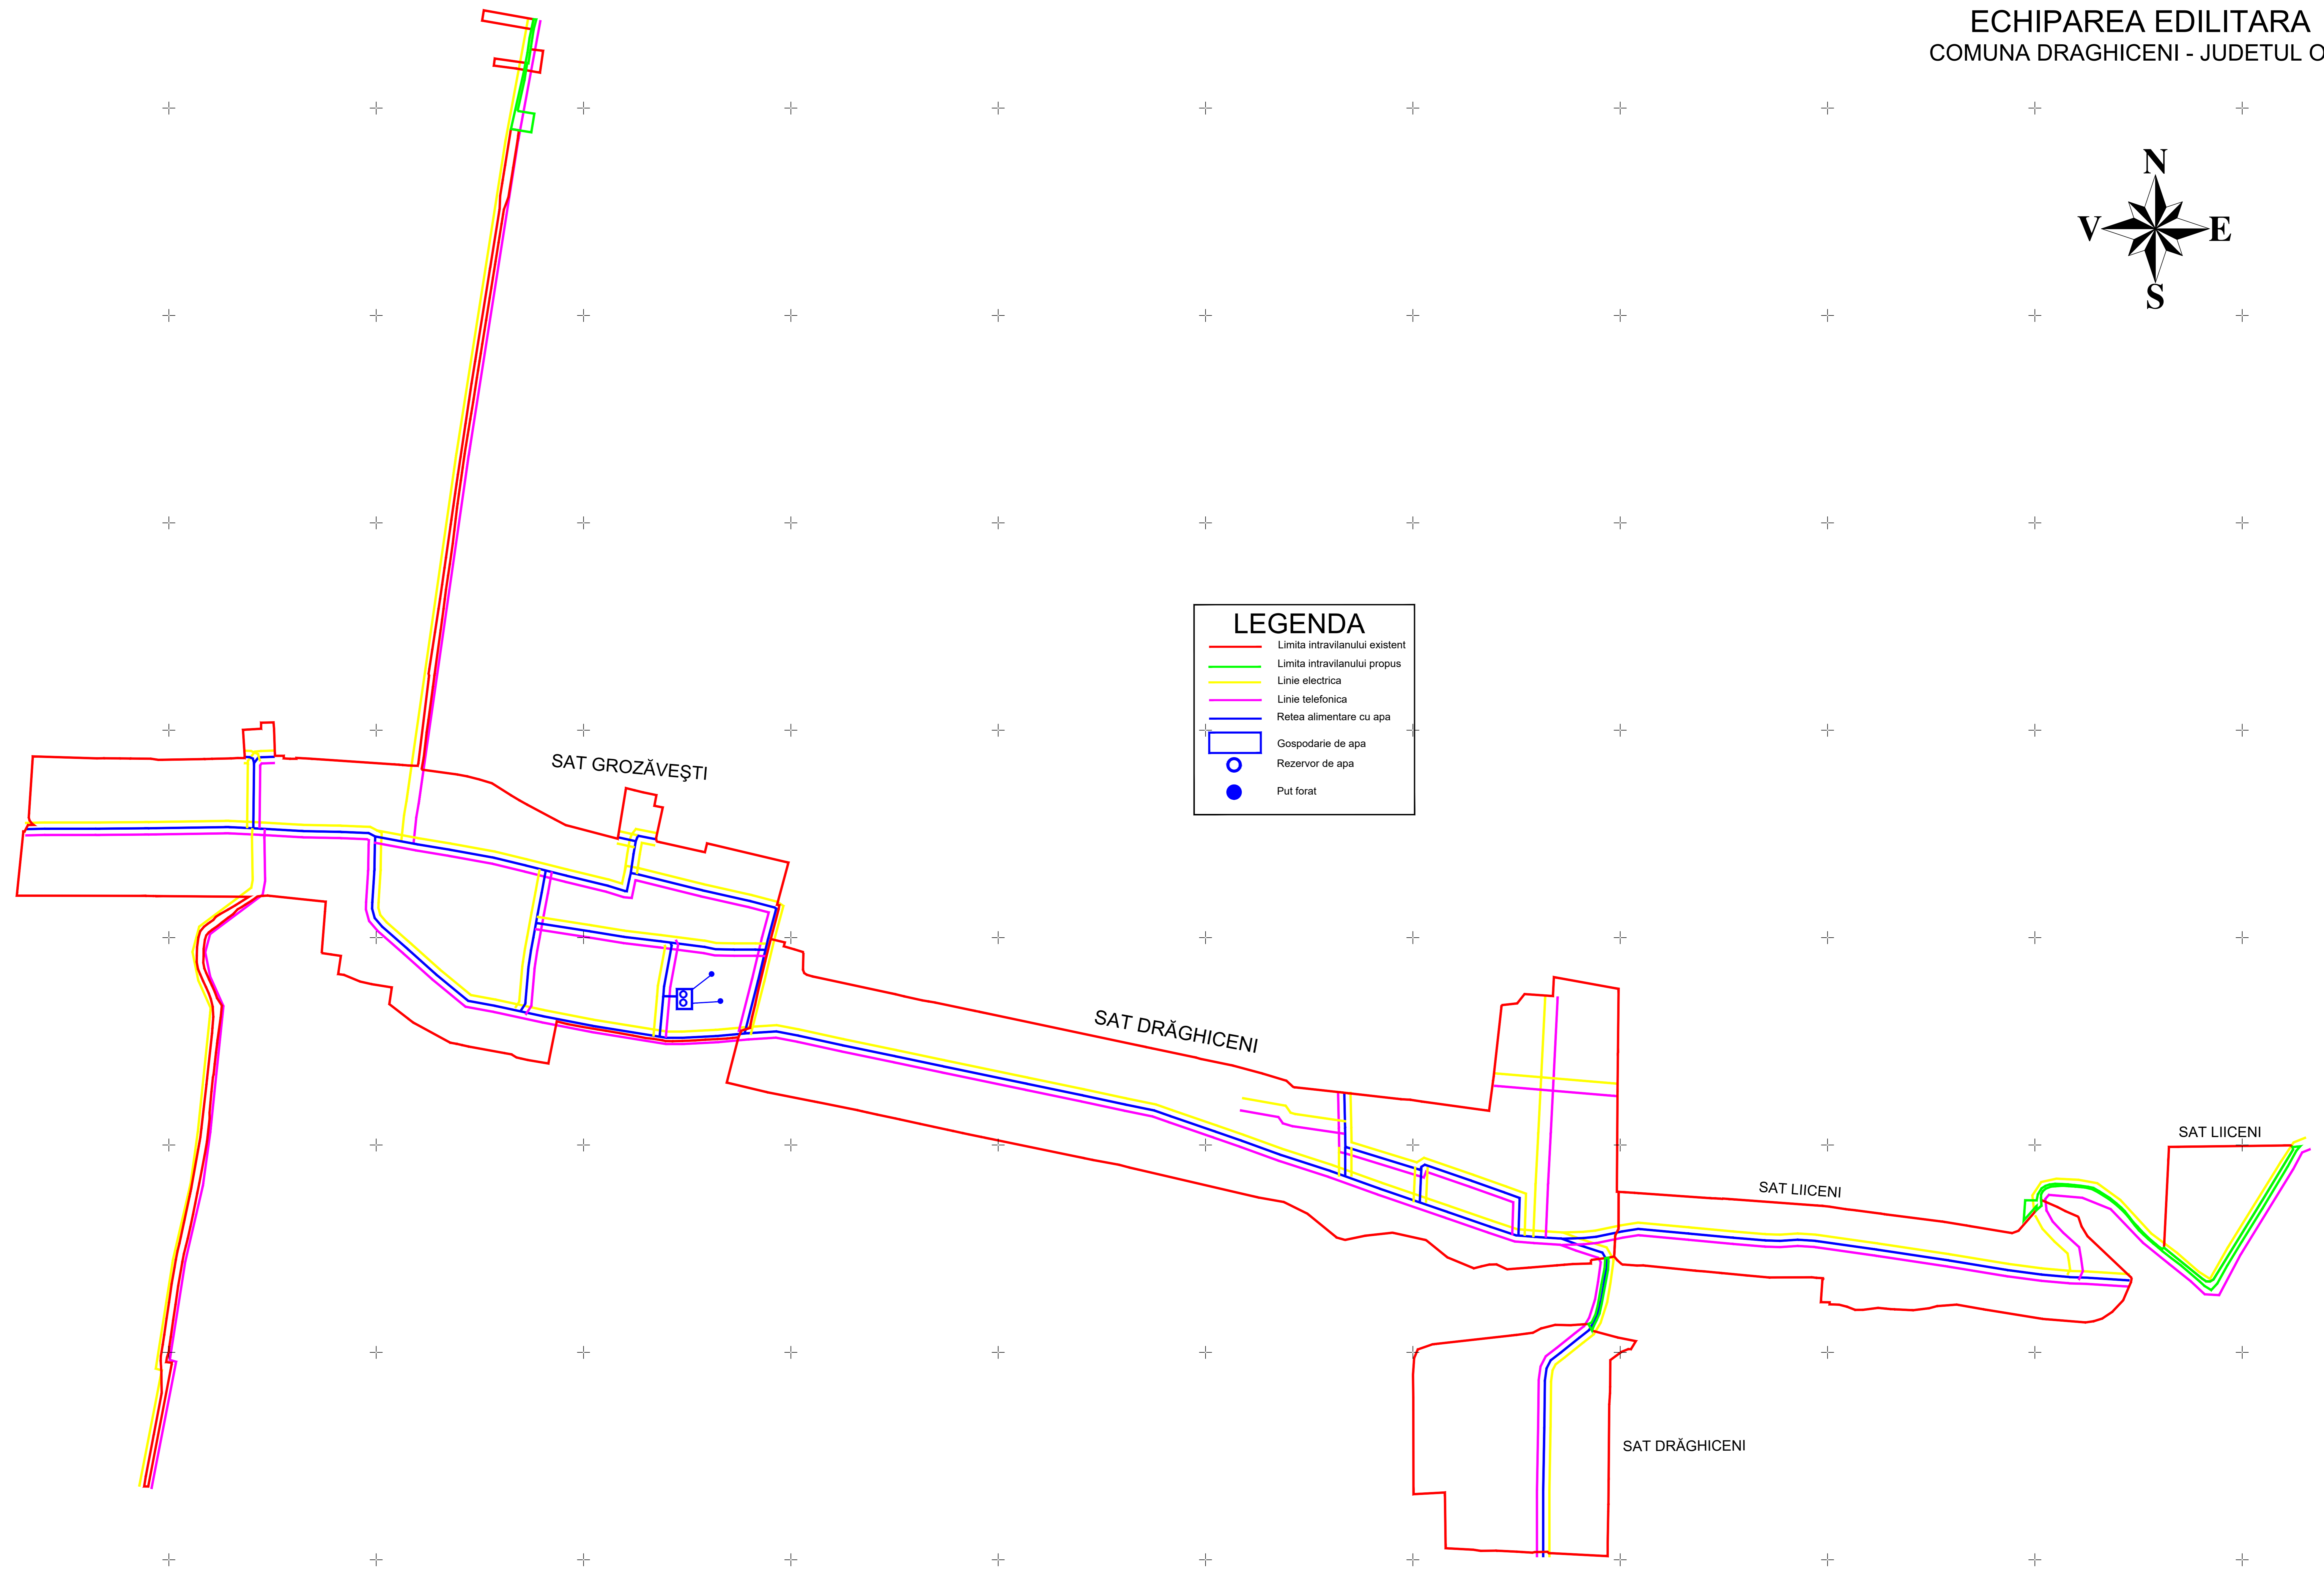 ECHIPAREA EDILITARA
COMUNA DRAGHICENI - JUDETUL O
N
V
E
S
LEGENDA
Limita intravilanului existent
Limita intravilanului propus
Linie electrica
Linie telefonica
Retea alimentare cu apa
Gospodarie de apa
Rezervor de apa
Put forat
SAT GROZĂVEŞTI
SAT DRĂGHICENI
SAT LIICENI
SAT LIICENI
SAT DRĂGHICENI